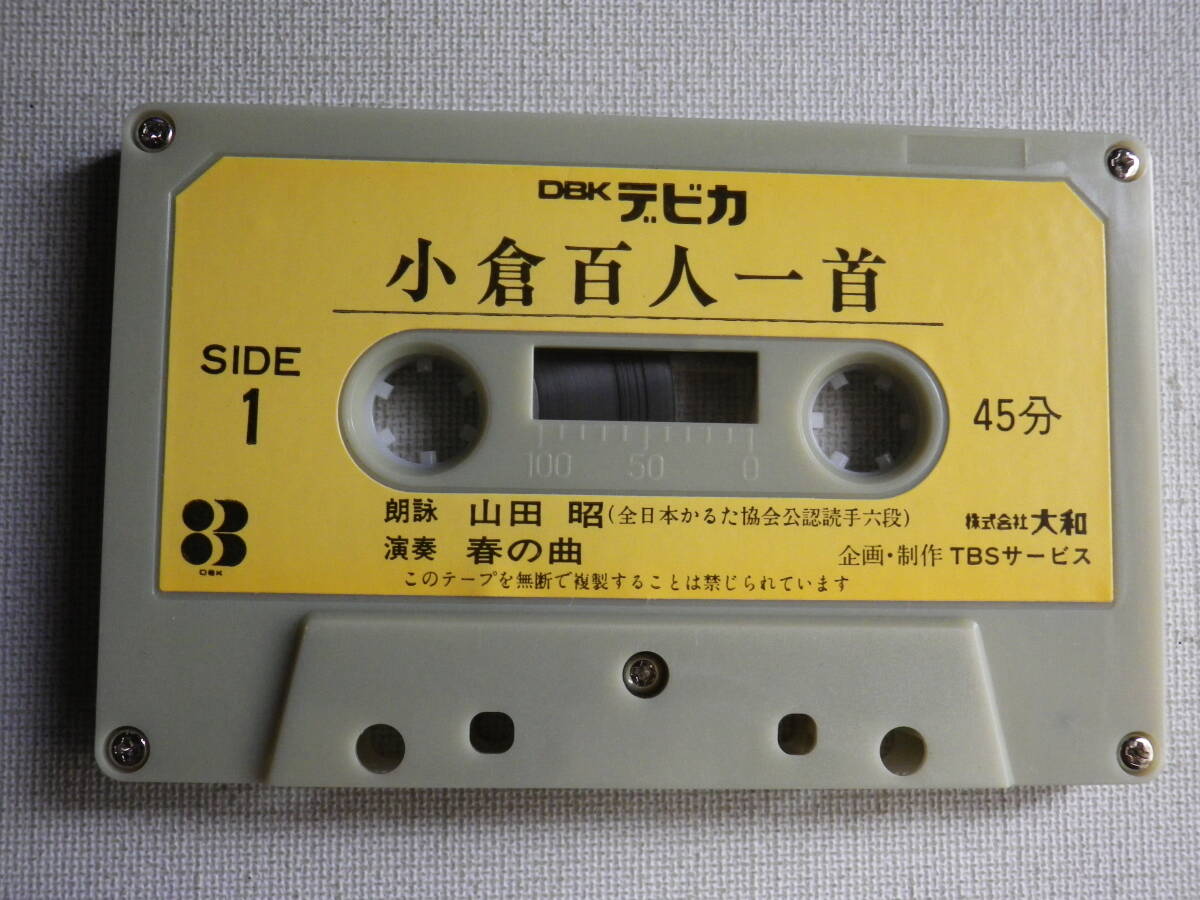 DBK デビカ
小倉百人一首
SIDE
1
45分
100 50 0
朗詠 山田 昭(全日本かるた協会公認読手六段)
演奏 春の曲
株式会社 大和
企画・制作 TBSサービス
このテープを無断で複製することは禁じられています
DBK